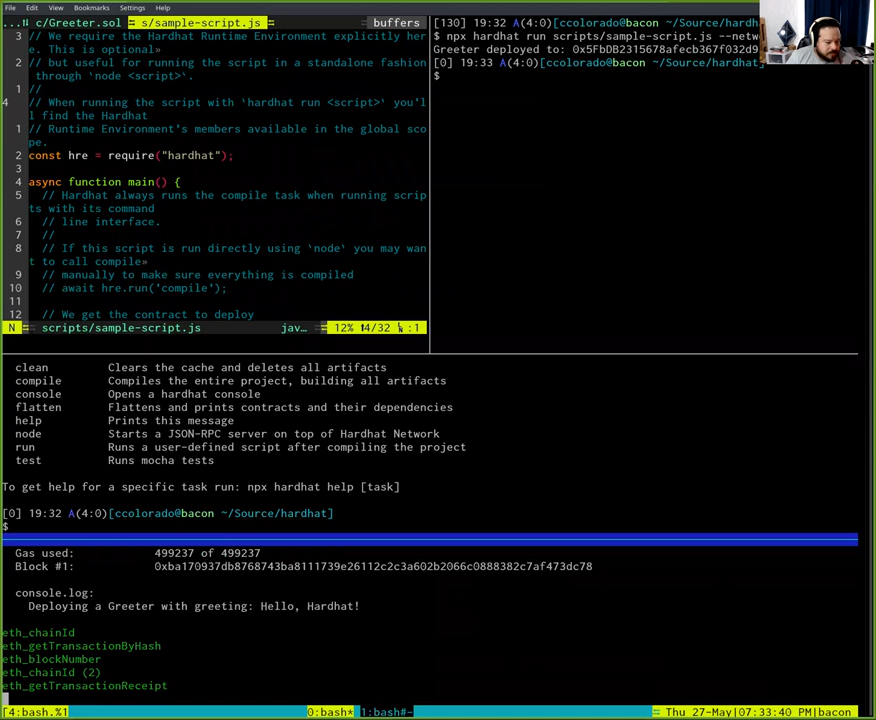 File Edit View Bookmarks Settings Help
...t c/Greeter.sol s/sample-script.js buffers
3 // We require the Hardhat Runtime Environment explicitly her
e. This is optional»
2 // but useful for running the script in a standalone fashion
through `node <script>`.
1 //
4 // When running the script with `hardhat run <script>` you'l
l find the Hardhat
1 // Runtime Environment's members available in the global sco
pe.
2 const hre = require("hardhat");
3
4 async function main() {
5 // Hardhat always runs the compile task when running scrip
ts with its command
6 // line interface.
7 //
8 // If this script is run directly using `node` you may wan
t to call compile»
9 // manually to make sure everything is compiled
10 // await hre.run('compile');
11
12 // We get the contract to deploy
N scripts/sample-script.js jav… 12% 4/32 :1
[130] 19:32 A(4:0)[ccolorado@bacon ~/Source/hardh
$ npx hardhat run scripts/sample-script.js --netw
Greeter deployed to: 0x5FbDB2315678afecb367f032d9
[0] 19:33 A(4:0)[ccolorado@bacon ~/Source/hardhat]
$
clean Clears the cache and deletes all artifacts
compile Compiles the entire project, building all artifacts
console Opens a hardhat console
flatten Flattens and prints contracts and their dependencies
help Prints this message
node Starts a JSON-RPC server on top of Hardhat Network
run Runs a user-defined script after compiling the project
test Runs mocha tests
To get help for a specific task run: npx hardhat help [task]
[0] 19:32 A(4:0)[ccolorado@bacon ~/Source/hardhat]
$
Gas used: 499237 of 499237
Block #1: 0xba170937db8768743ba8111739e26112c2c3a602b2066c0888382c7af473dc78
console.log:
Deploying a Greeter with greeting: Hello, Hardhat!
eth_chainId
eth_getTransactionByHash
eth_blockNumber
eth_chainId (2)
eth_getTransactionReceipt
[4:bash.%1 0:bash* 1:bash#- Thu 27-May|07:33:40 PM|bacon